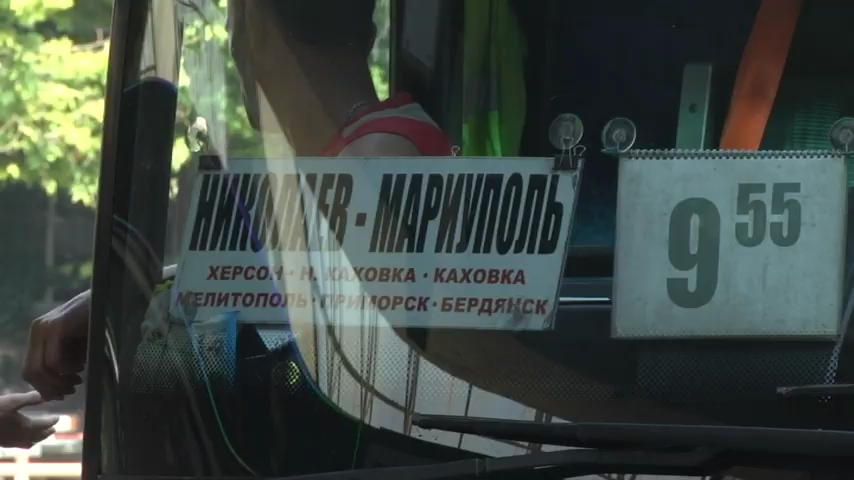 НИКОЛАЕВ - МАРИУПОЛЬ
ХЕРСОН · Н. КАХОВКА · КАХОВКА
МЕЛИТОПОЛЬ · ПРИМОРСК · БЕРДЯНСК
9 55